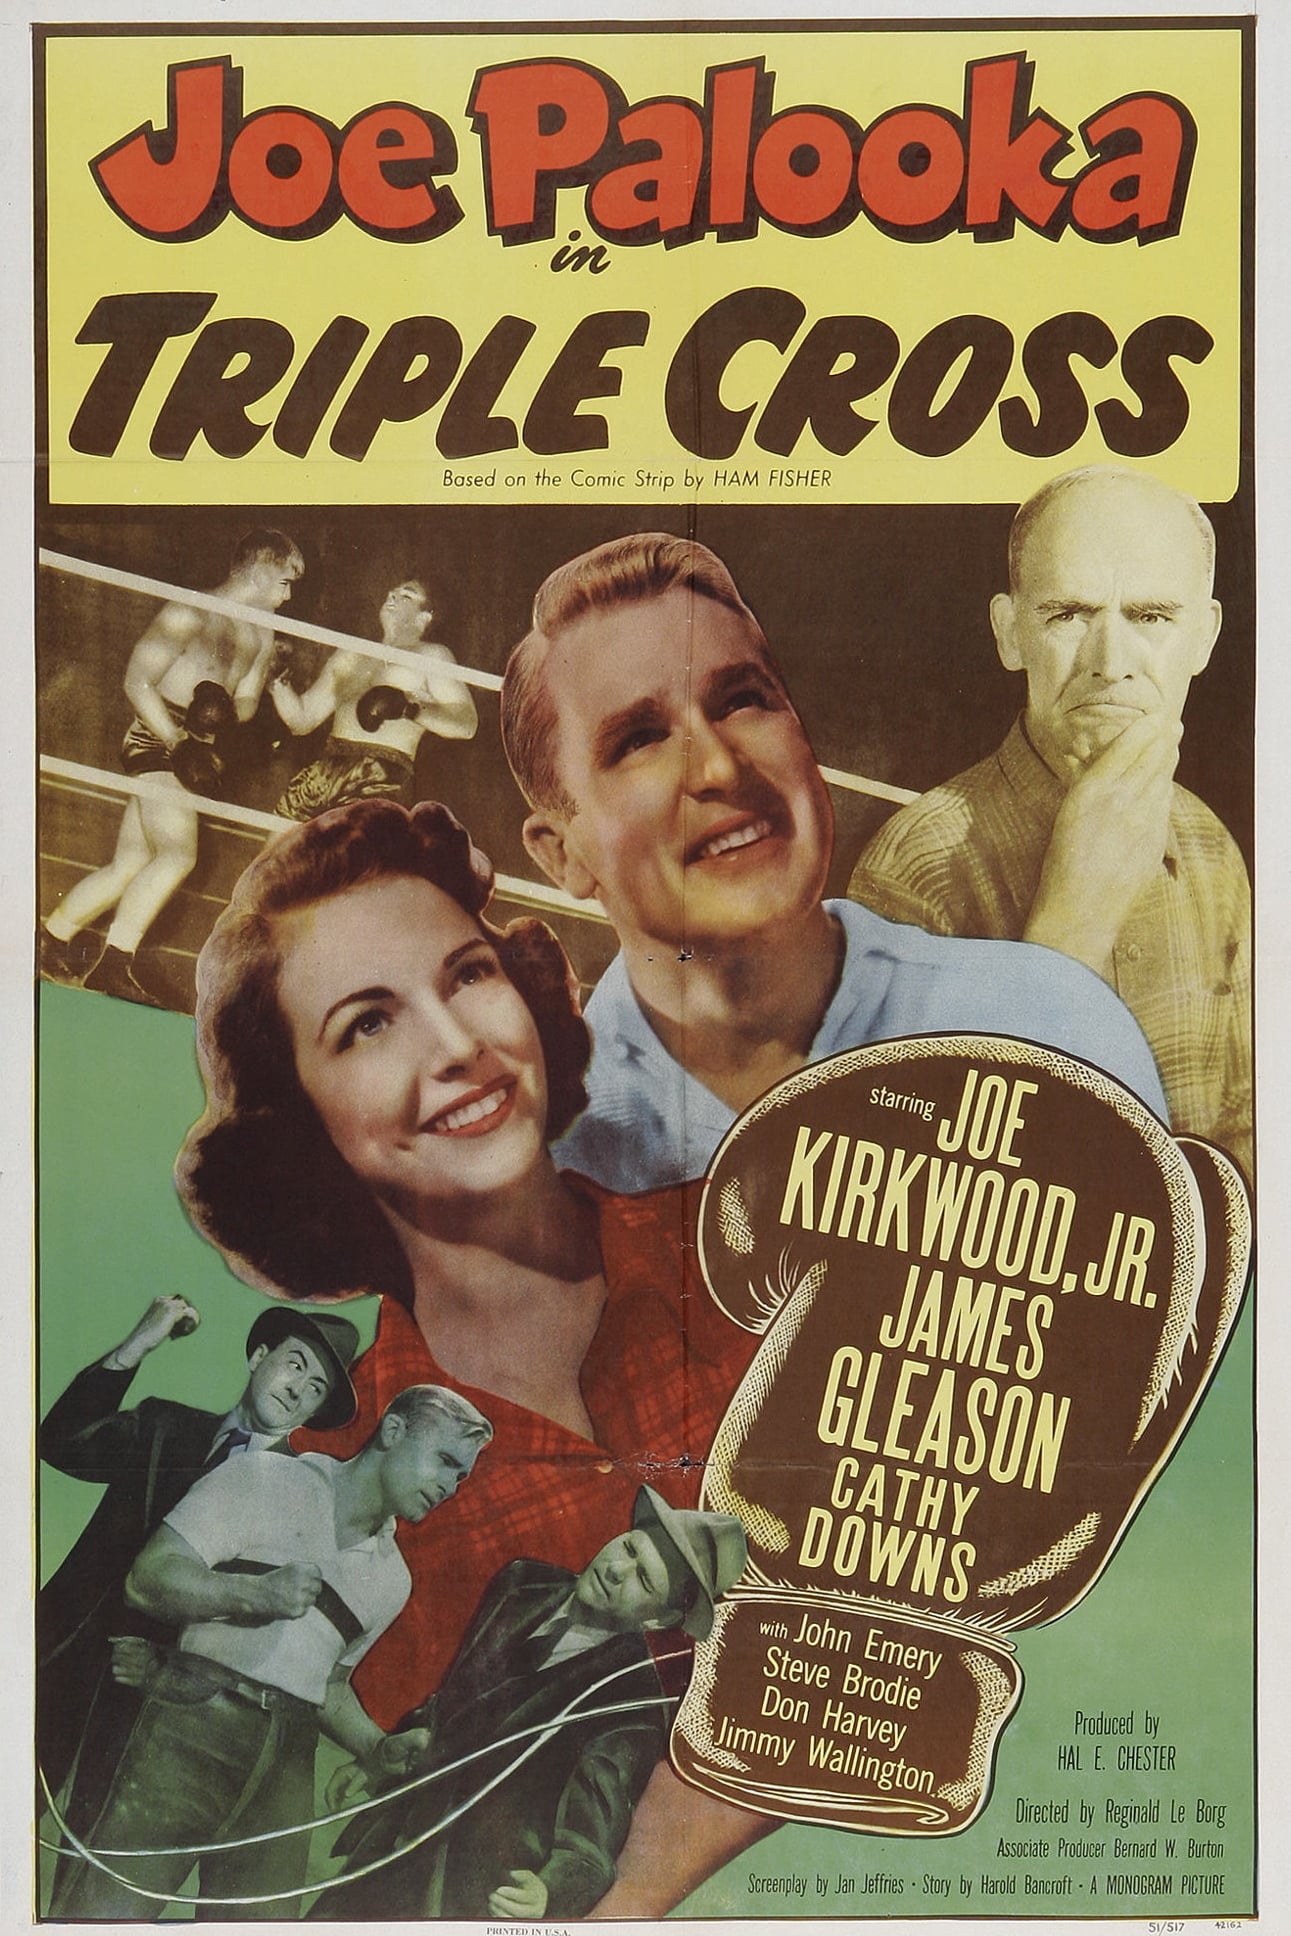 Joe Palooka
in
TRIPLE CROSS
Based on the Comic Strip by HAM FISHER
starring JOE
KIRKWOOD, JR.
JAMES
GLEASON
CATHY
DOWNS
with John Emery
Steve Brodie
Don Harvey
Jimmy Wallington
Produced by
HAL E. CHESTER
Directed by Reginald Le Borg
Associate Producer Bernard W. Burton
Screenplay by Jan Jeffries · Story by Harold Bancroft · A MONOGRAM PICTURE
PRINTED IN U.S.A.
51/517 42162